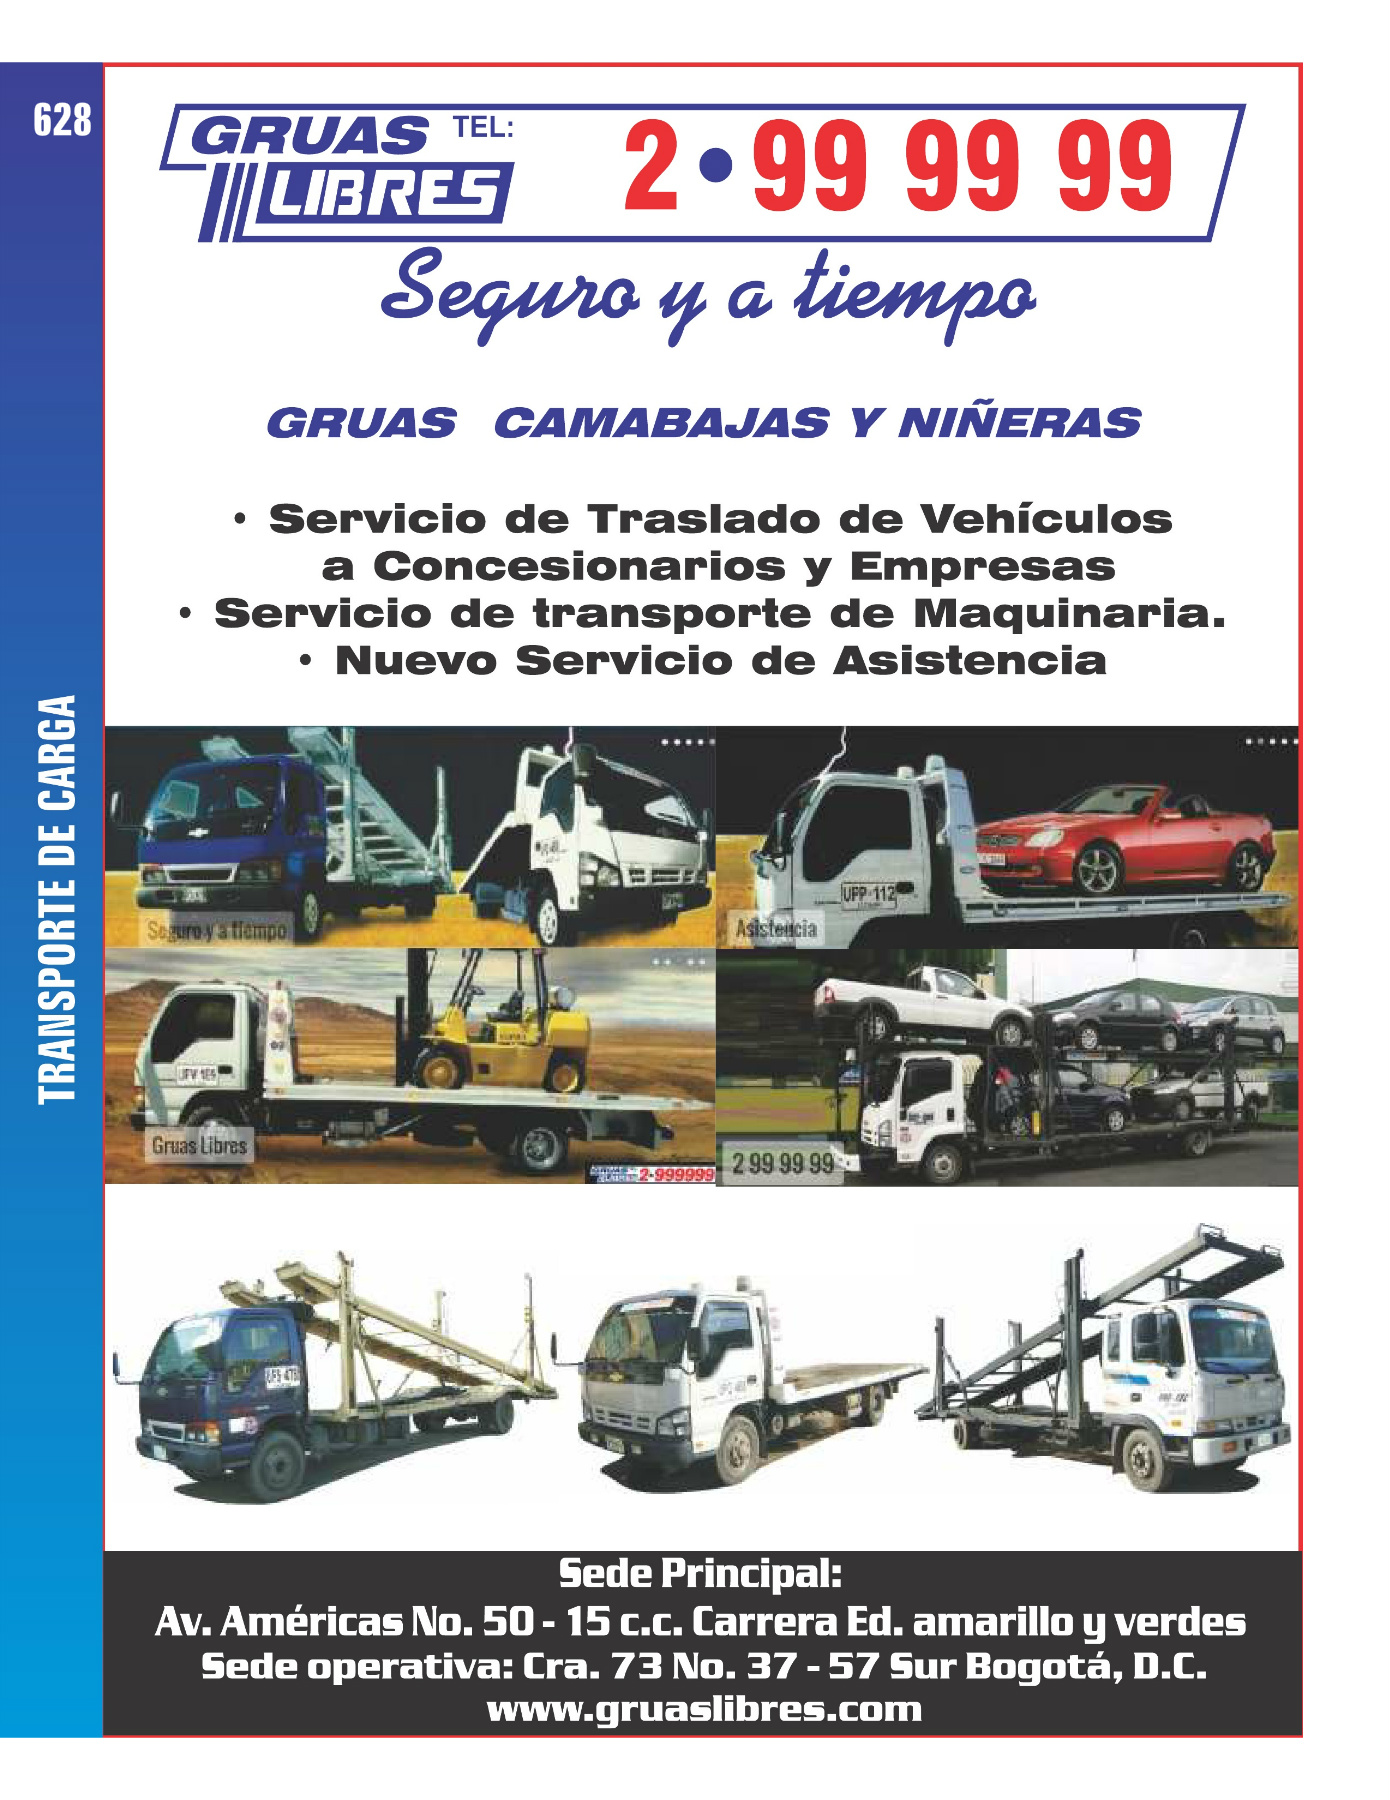 628
GRUAS TEL: 2•99 99 99
LIBRES
Seguro y a tiempo
GRUAS CAMABAJAS Y NIÑERAS
• Servicio de Traslado de Vehículos
a Concesionarios y Empresas
• Servicio de transporte de Maquinaria.
• Nuevo Servicio de Asistencia
TRANSPORTE DE CARGA
Seguro y a tiempo
UPP 112
Asistencia
Gruas Libres
2-999999
2 99 99 99
Sede Principal:
Av. Américas No. 50 - 15 c.c. Carrera Ed. amarillo y verdes
Sede operativa: Cra. 73 No. 37 - 57 Sur Bogotá, D.C.
www.gruaslibres.com